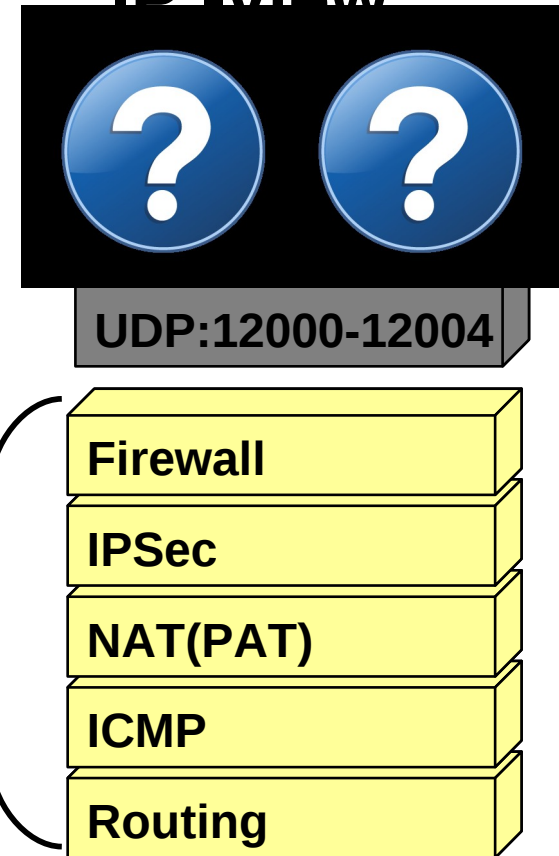 ?
?
UDP:12000-12004
Firewall
IPSec
NAT(PAT)
ICMP
Routing